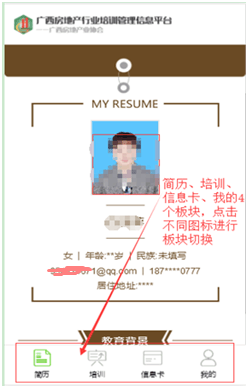 广西房地产行业培训管理信息平台
——广西房地产业协会
MY RESUME
简历、培训、
信息卡、我的4
个板块，点击
不同图标进行
板块切换
女 | 年龄:**岁 | 民族:未填写
071@qq.com | 187****0777
居住地址:****
教育背景
简历 培训 信息卡 我的